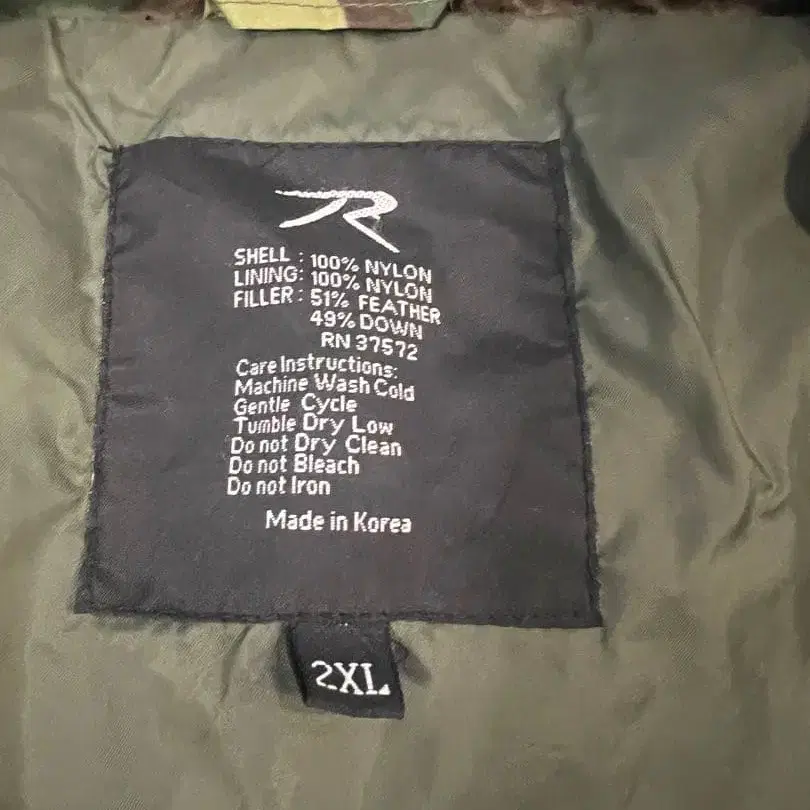 R
SHELL : 100% NYLON
LINING: 100% NYLON
FILLER : 51% FEATHER
49% DOWN
RN 37572
Care Instructions:
Machine Wash Cold
Gentle Cycle
Tumble Dry Low
Do not Dry Clean
Do not Bleach
Do not Iron
Made in Korea
2XL